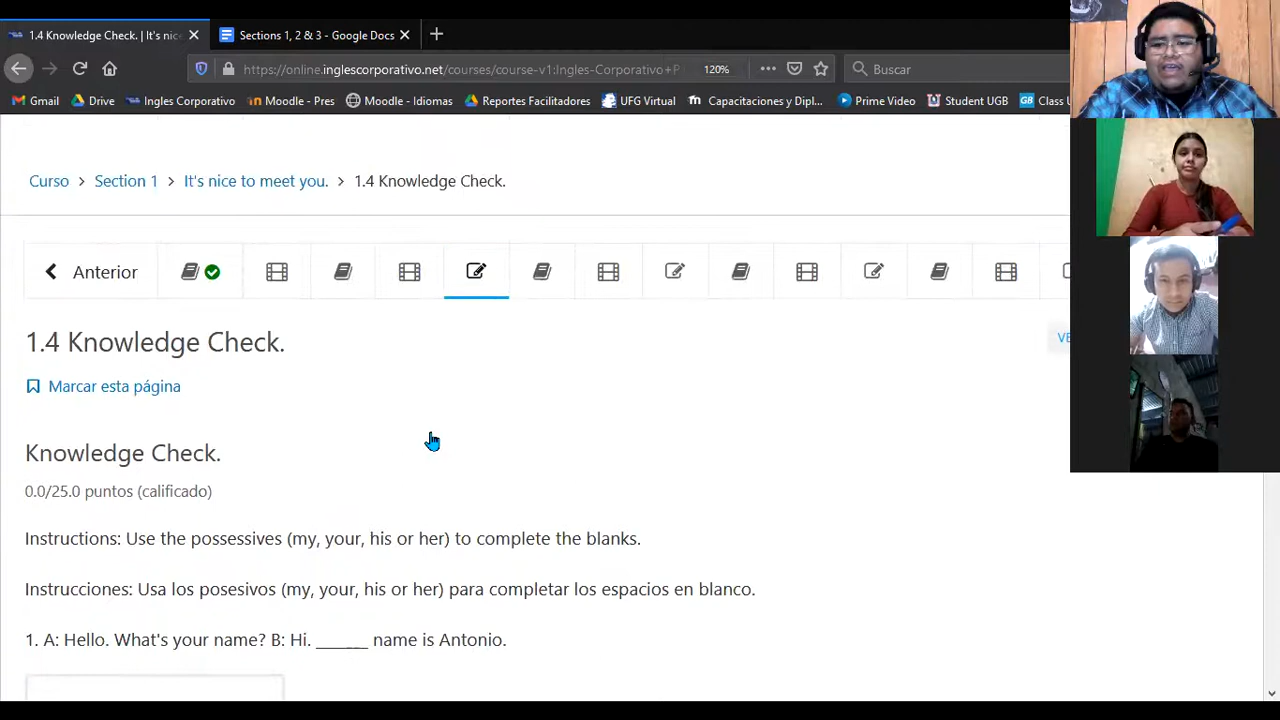 1.4 Knowledge Check. | It's nice
Sections 1, 2 & 3 - Google Docs
https://online.inglescorporativo.net/courses/course-v1:Ingles-Corporativo+P
120%
Buscar
Gmail
Drive
Ingles Corporativo
Moodle - Pres
Moodle - Idiomas
Reportes Facilitadores
UFG Virtual
Capacitaciones y Dipl...
Prime Video
Student UGB
Class
Curso > Section 1 > It's nice to meet you. > 1.4 Knowledge Check.
Anterior
1.4 Knowledge Check.
VE
Marcar esta página
Knowledge Check.
0.0/25.0 puntos (calificado)
Instructions: Use the possessives (my, your, his or her) to complete the blanks.
Instrucciones: Usa los posesivos (my, your, his or her) para completar los espacios en blanco.
1. A: Hello. What's your name? B: Hi. ______ name is Antonio.